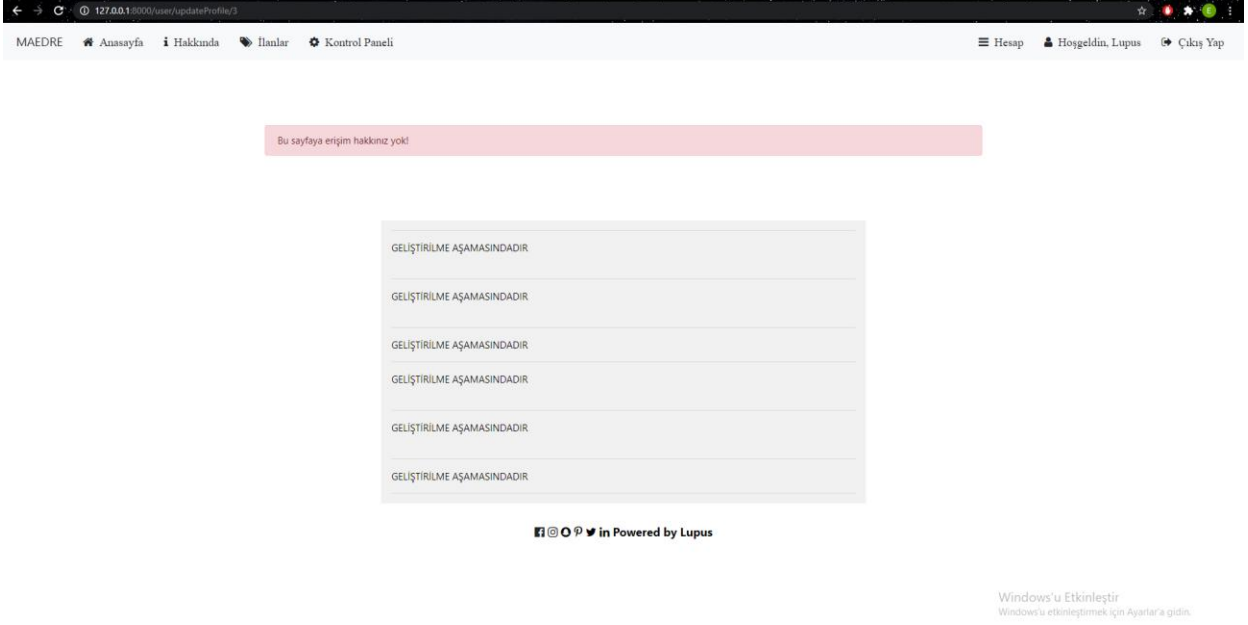 127.0.0.1:8000/user/updateProfile/3
E
MAEDRE Anasayfa Hakkında İlanlar Kontrol Paneli Hesap Hoşgeldin, Lupus Çıkış Yap
Bu sayfaya erişim hakkınız yok!
GELİŞTİRİLME AŞAMASINDADIR
GELİŞTİRİLME AŞAMASINDADIR
GELİŞTİRİLME AŞAMASINDADIR
GELİŞTİRİLME AŞAMASINDADIR
GELİŞTİRİLME AŞAMASINDADIR
GELİŞTİRİLME AŞAMASINDADIR
Powered by Lupus
Windows'u Etkinleştir
Windows'u etkinleştirmek için Ayarlar'a gidin.